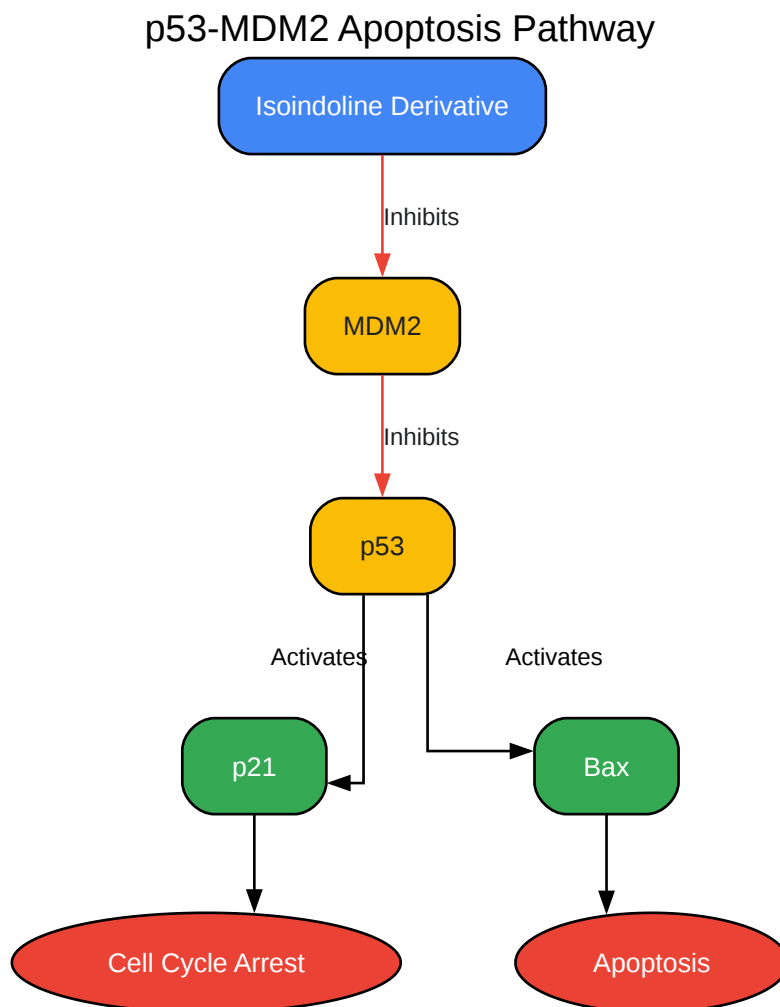 p53-MDM2 Apoptosis Pathway
Isoindoline Derivative
Inhibits
MDM2
Inhibits
p53
Activates
Activates
p21
Bax
Cell Cycle Arrest
Apoptosis